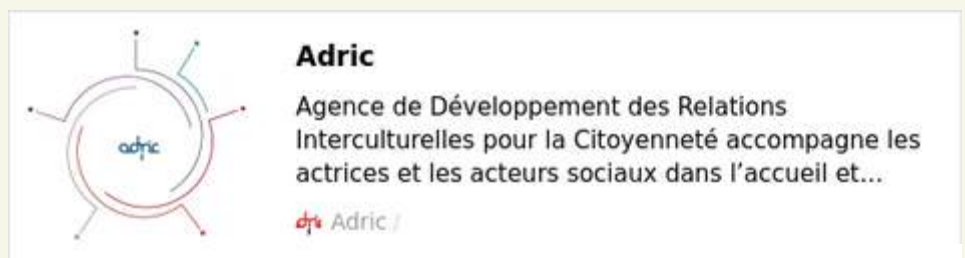 adric
Adric
Agence de Développement des Relations
Interculturelles pour la Citoyenneté accompagne les
actrices et les acteurs sociaux dans l’accueil et...
Adric /